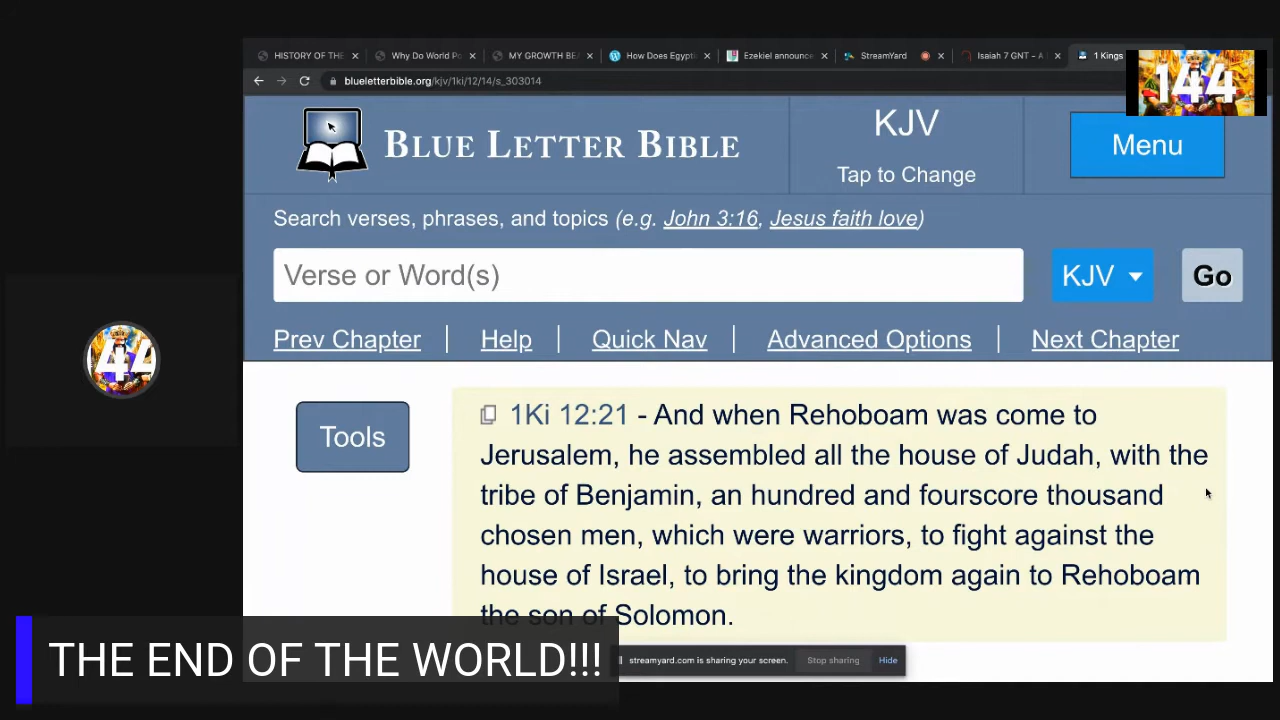 HISTORY OF THE
Why Do World Po
MY GROWTH BE
How Does Egypti
Ezekiel announce
StreamYard
Isaiah 7 GNT - A
1 Kings
blueletterbible.org/kjv/1ki/12/14/s_303014
144
BLUE LETTER BIBLE
KJV
Tap to Change
Menu
Search verses, phrases, and topics (e.g. John 3:16, Jesus faith love)
Verse or Word(s)
KJV
Go
Prev Chapter
Help
Quick Nav
Advanced Options
Next Chapter
44
Tools
1Ki 12:21 - And when Rehoboam was come to
Jerusalem, he assembled all the house of Judah, with the
tribe of Benjamin, an hundred and fourscore thousand
chosen men, which were warriors, to fight against the
house of Israel, to bring the kingdom again to Rehoboam
the son of Solomon.
THE END OF THE WORLD!!!
streamyard.com is sharing your screen.
Stop sharing
Hide